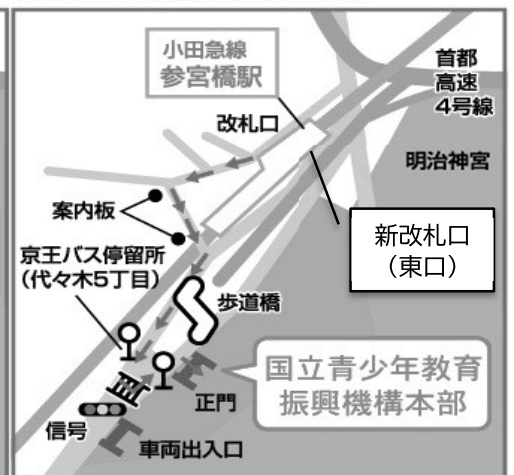 小田急線
参宮橋駅
首都
高速
4号線
改札口
明治神宮
案内板
新改札口
（東口）
京王バス停留所
（代々木5丁目）
歩道橋
国立青少年教育
振興機構本部
正門
信号
車両出入口